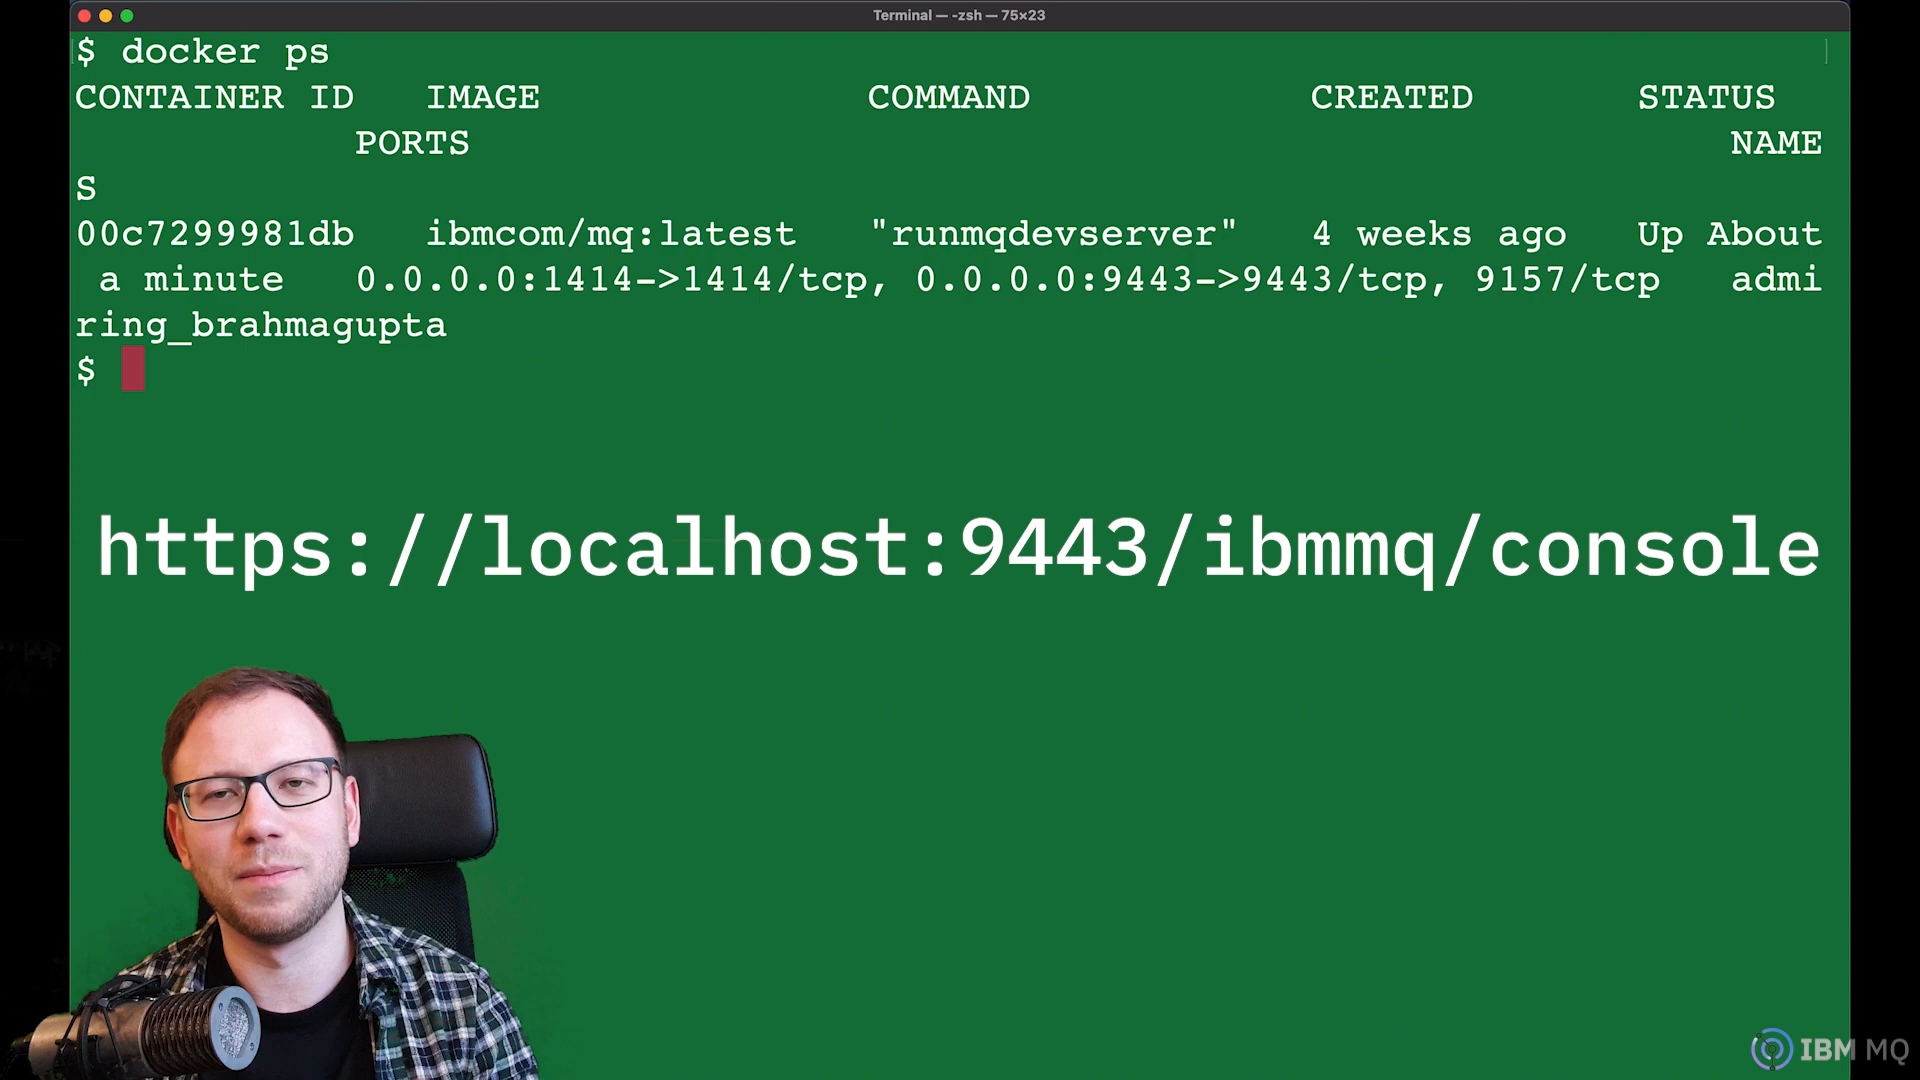 Terminal — -zsh — 75×23
$ docker ps
CONTAINER ID   IMAGE              COMMAND            CREATED       STATUS
            PORTS                                                      NAME
S
00c7299981db   ibmcom/mq:latest   "runmqdevserver"   4 weeks ago   Up About
 a minute   0.0.0.0:1414->1414/tcp, 0.0.0.0:9443->9443/tcp, 9157/tcp   admi
ring_brahmagupta
$
https://localhost:9443/ibmmq/console
IBM MQ